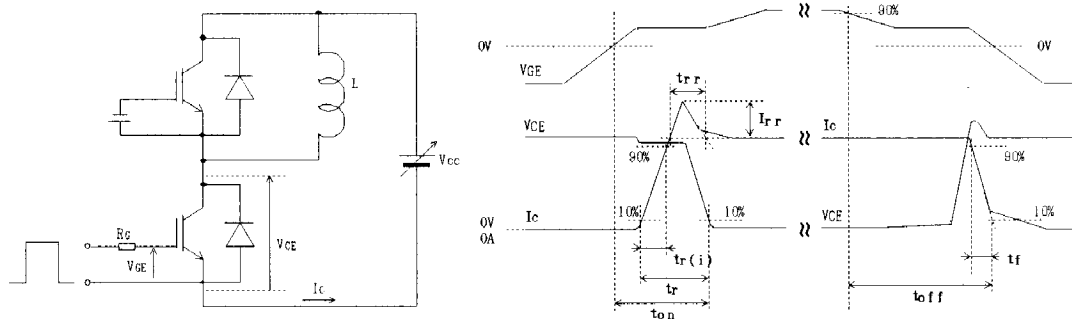 L
Vcc
RG
VGE
VCE
Ic
0V
VGE
90%
0V
trr
Irr
VCE
Ic
90%
90%
Ic
10%
10%
VCE
10%
0V
0A
tr(i)
tf
tr
ton
toff